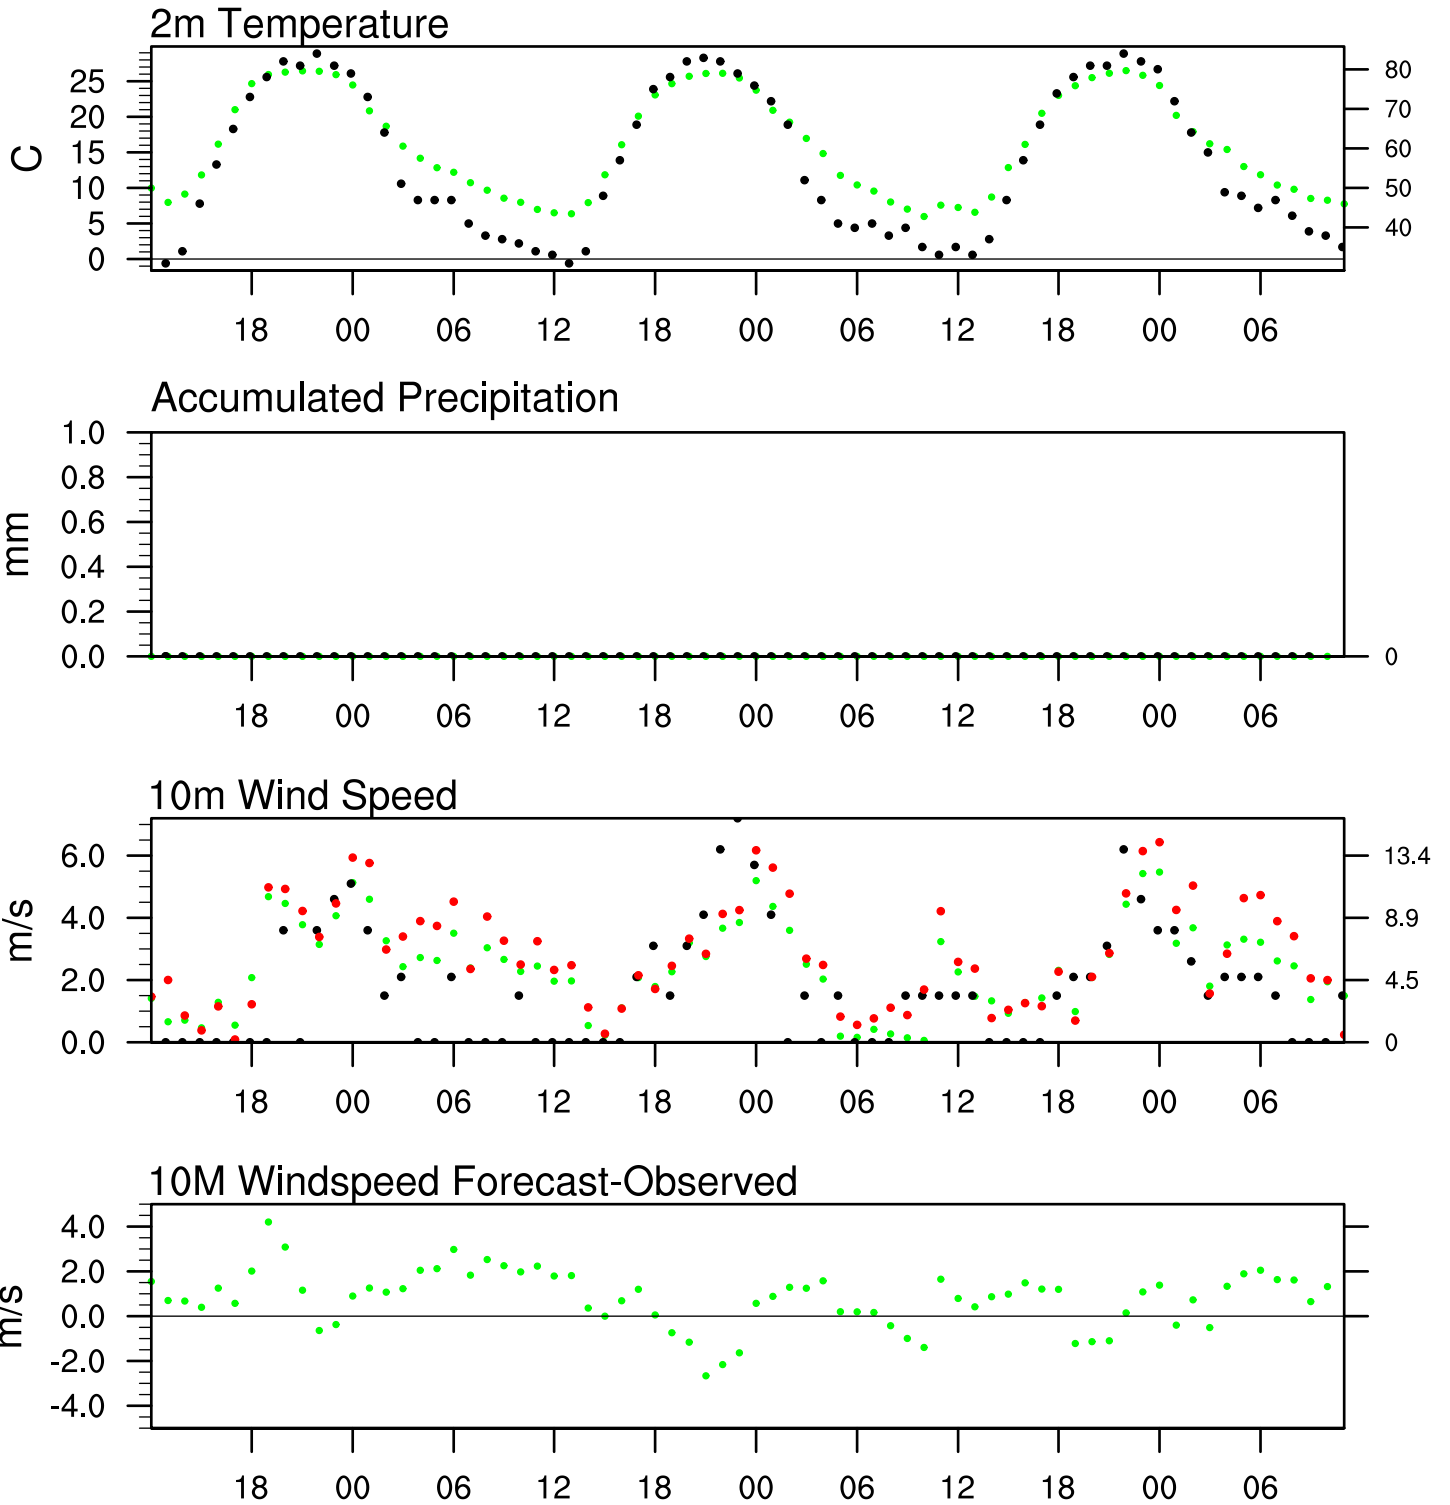 2m Temperature
C
25
20
15
10
5
0
80
70
60
50
40
18 00 06 12 18 00 06 12 18 00 06
Accumulated Precipitation
mm
1.0
0.8
0.6
0.4
0.2
0.0
0
18 00 06 12 18 00 06 12 18 00 06
10m Wind Speed
m/s
6.0
4.0
2.0
0.0
13.4
8.9
4.5
0
18 00 06 12 18 00 06 12 18 00 06
10M Windspeed Forecast-Observed
m/s
4.0
2.0
0.0
-2.0
-4.0
18 00 06 12 18 00 06 12 18 00 06